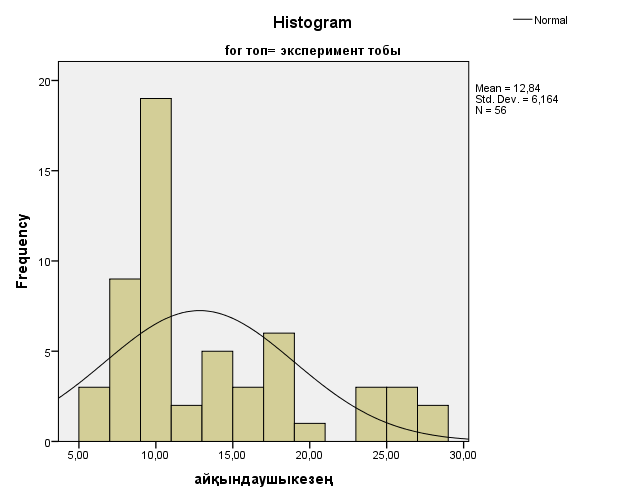 Histogram
Normal
for топ= эксперимент тобы
Mean = 12,84
Std. Dev. = 6,164
N = 56
Frequency
20
15
10
5
0
5,00 10,00 15,00 20,00 25,00 30,00
айқындаушыкезең